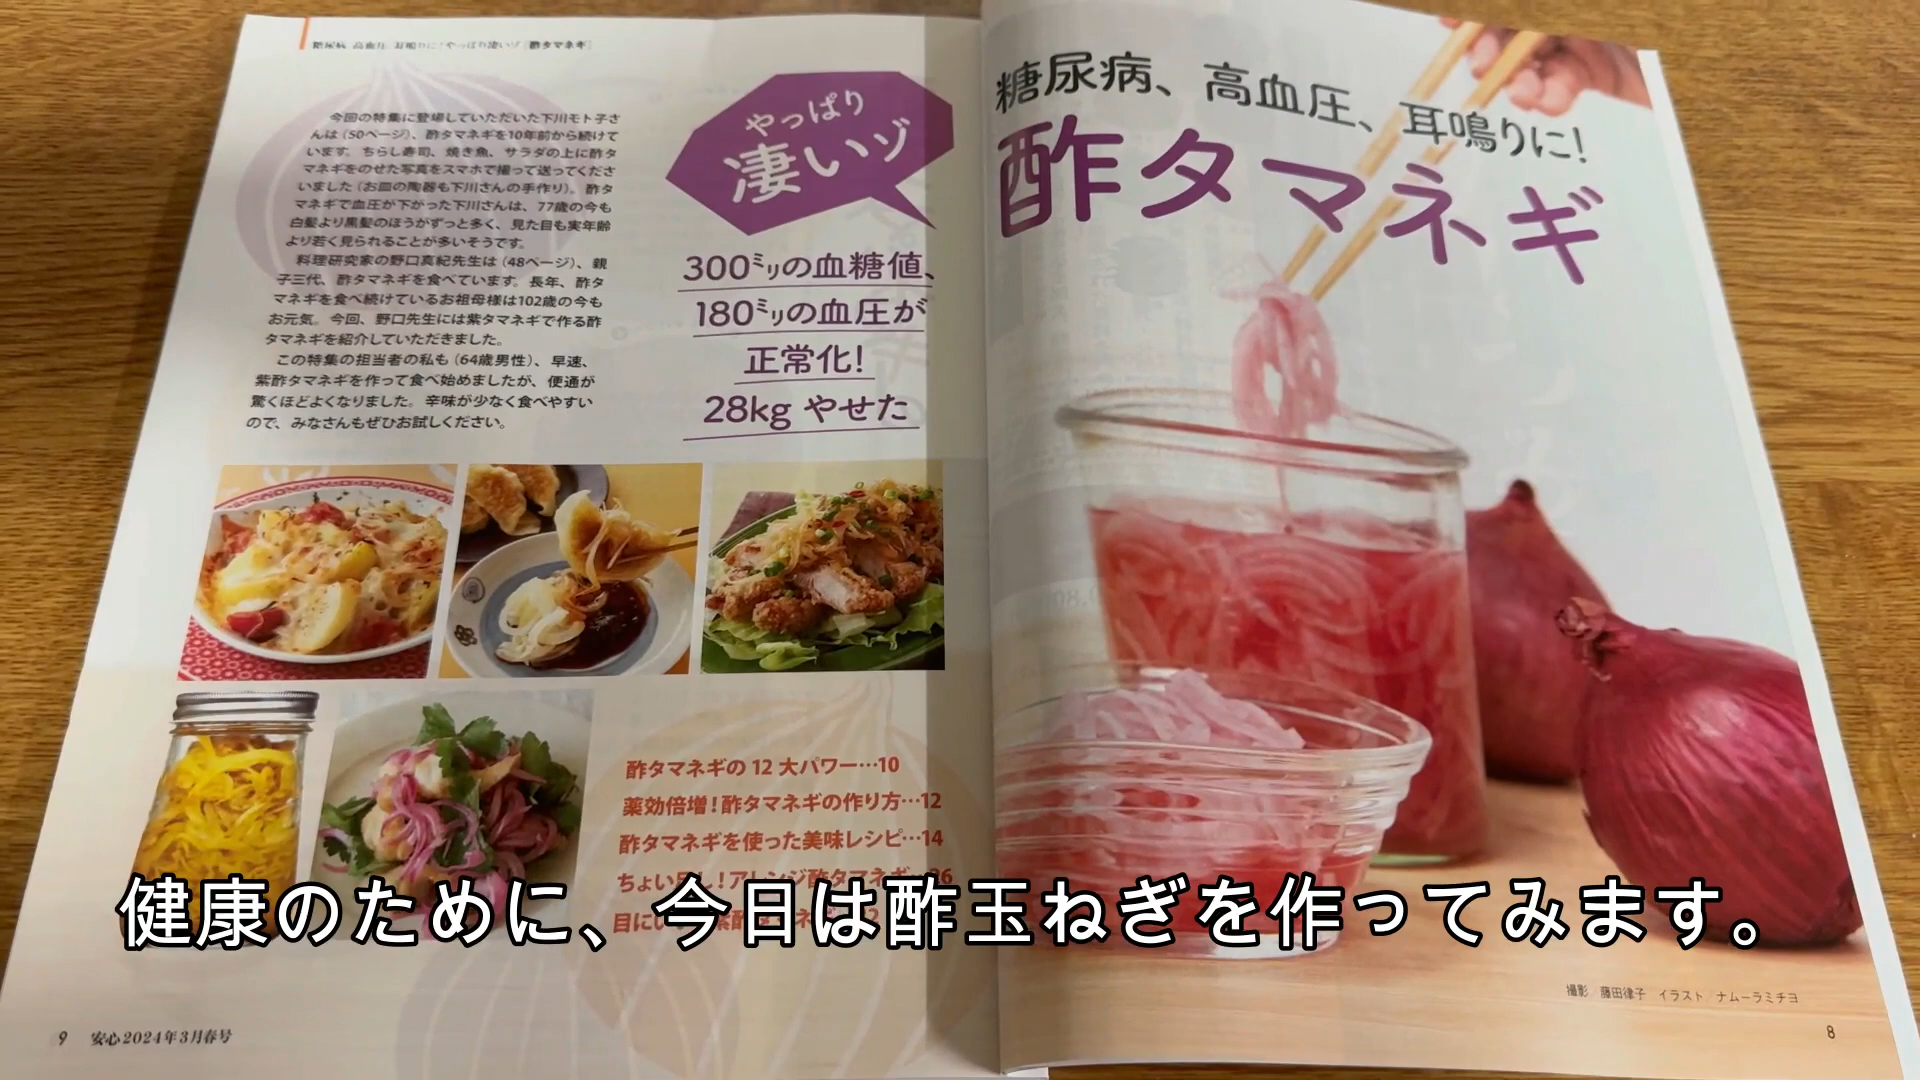 糖尿病、高血圧、耳鳴りに!
酢タマネギ
撮影 藤田律子 イラスト ナムーラミチヨ
8
糖尿病、高血圧、耳鳴りに!やっぱり凄いゾ「酢タマネギ」
やっぱり
凄いゾ
300㍉の血糖値、
180㍉の血圧が
正常化!
28kg やせた
今回の特集に登場していただいた下川モト子さ
んは(50ページ)、酢タマネギを10年前から続けて
います。ちらし寿司、焼き魚、サラダの上に酢タ
マネギをのせた写真をスマホで撮って送ってくださ
いました(お皿の陶器も下川さんの手作り)。酢タ
マネギで血圧が下がった下川さんは、77歳の今も
白髪より黒髪のほうがずっと多く、見た目も実年齢
より若く見られることが多いそうです。
料理研究家の野口真紀先生は(48ページ)、親
子三代、酢タマネギを食べています。長年、酢タ
マネギを食べ続けているお祖母様は102歳の今も
お元気。今回、野口先生には紫タマネギで作る酢
タマネギを紹介していただきました。
この特集の担当者の私も(64歳男性)、早速、
紫酢タマネギを作って食べ始めましたが、便通が
驚くほどよくなりました。辛味が少なく食べやすい
ので、みなさんもぜひお試しください。
酢タマネギの 12 大パワー…10
薬効倍増!酢タマネギの作り方…12
酢タマネギを使った美味レシピ…14
ちょい足し!アレンジ酢タマネギ…26
目に
健康のために、今日は酢玉ねぎを作ってみます。
9 安心2024年3月春号